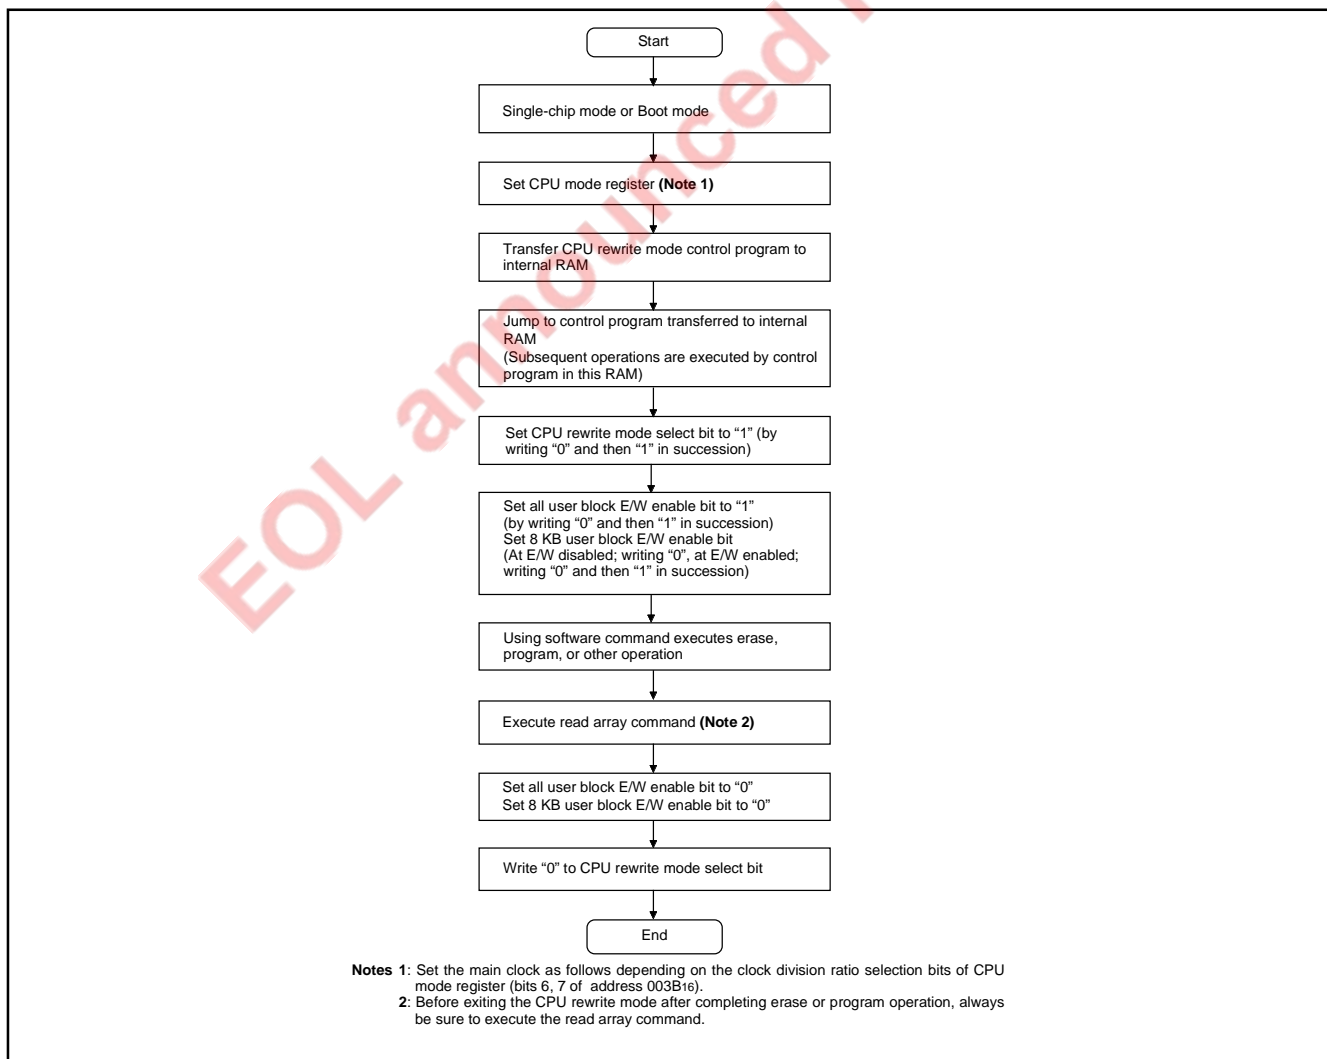 Start
Single-chip mode or Boot mode
Set CPU mode register (Note 1)
Transfer CPU rewrite mode control program to
internal RAM
Jump to control program transferred to internal
RAM
(Subsequent operations are executed by control
program in this RAM)
Set CPU rewrite mode select bit to “1” (by
writing “0” and then “1” in succession)
Set all user block E/W enable bit to “1”
(by writing “0” and then “1” in succession)
Set 8 KB user block E/W enable bit
(At E/W disabled; writing “0”, at E/W enabled;
writing “0” and then “1” in succession)
Using software command executes erase,
program, or other operation
Execute read array command (Note 2)
Set all user block E/W enable bit to “0”
Set 8 KB user block E/W enable bit to “0”
Write “0” to CPU rewrite mode select bit
End
Notes 1: Set the main clock as follows depending on the clock division ratio selection bits of CPU
mode register (bits 6, 7 of address 003B16).
2: Before exiting the CPU rewrite mode after completing erase or program operation, always
be sure to execute the read array command.
EOL announced